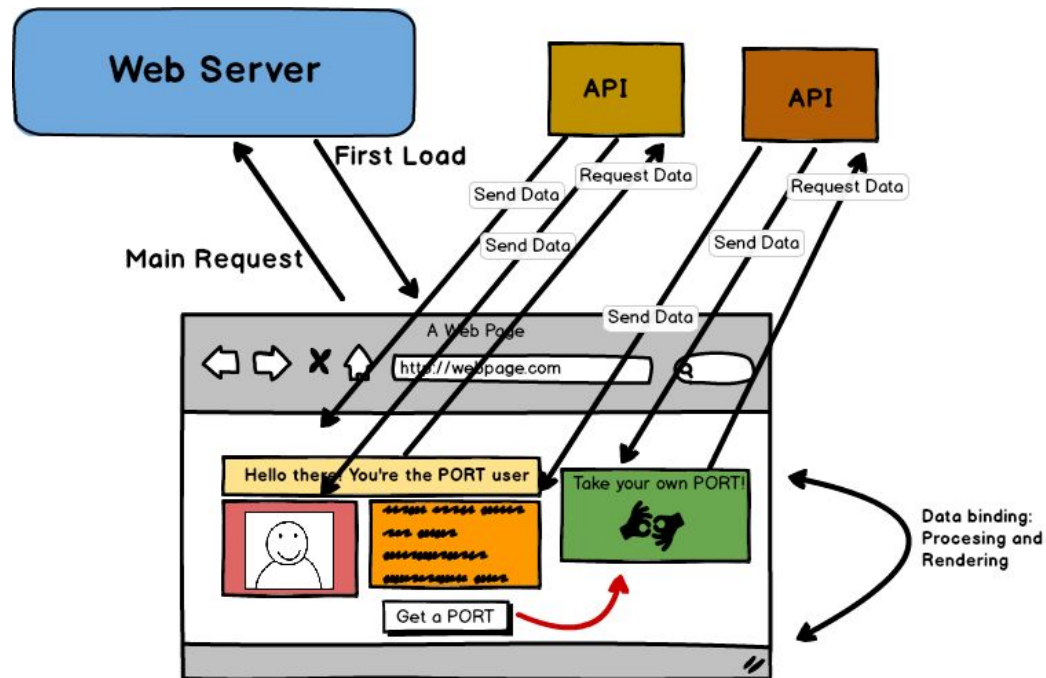 Web Server
API
API
First Load
Request Data
Send Data
Request Data
Send Data
Send Data
Main Request
Send Data
A Web Page
http://webpage.com
Hello there! You're the PORT user
Take your own PORT!
Data binding:
Procesing and
Rendering
Get a PORT